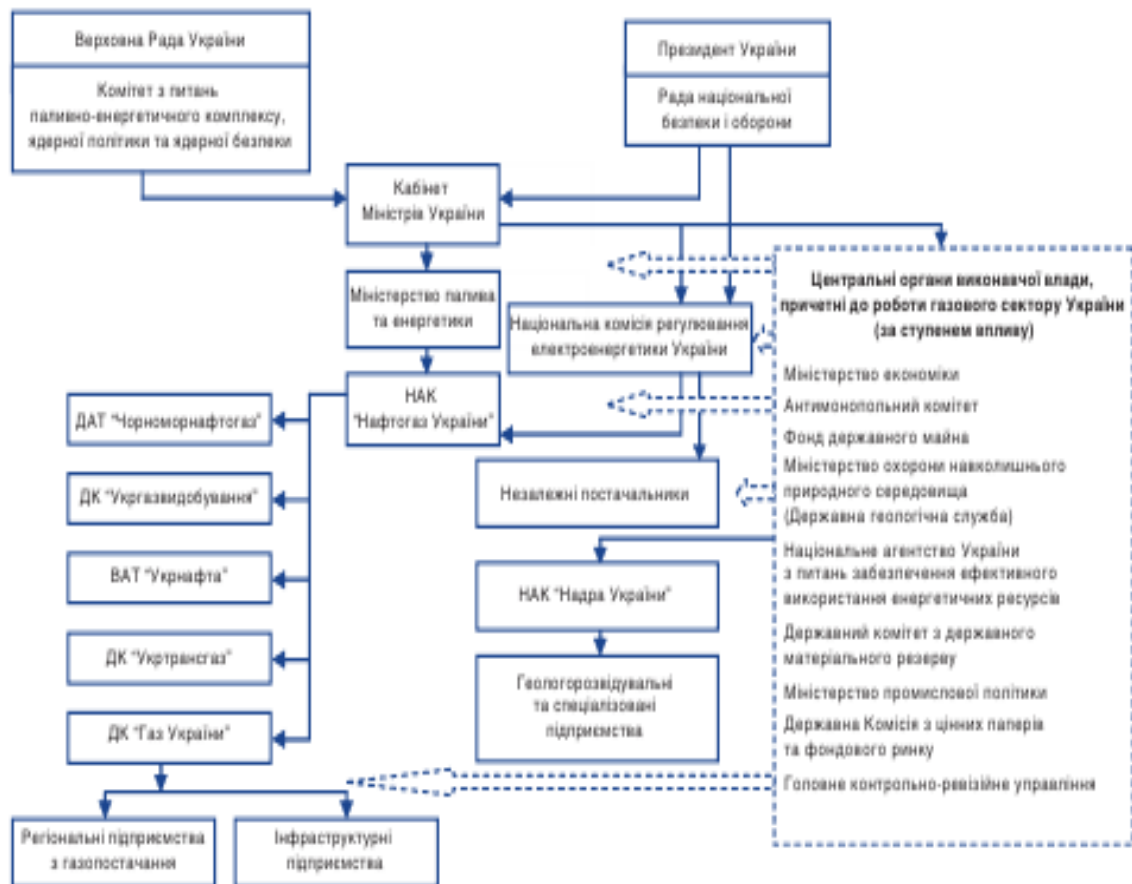 Верховна Рада України
Комітет з питань
паливно-енергетичного комплексу,
ядерної політики та ядерної безпеки
Президент України
Рада національної
безпеки і оборони
Кабінет
Міністрів України
Міністерство палива
та енергетики
Національна комісія регулювання
електроенергетики України
НАК
"Нафтогаз України"
ДАТ "Чорноморнафтогаз"
ДК "Укргазвидобування"
ВАТ "Укрнафта"
ДК "Укртрансгаз"
ДК "Газ України"
Регіональні підприємства
з газопостачання
Інфраструктурні
підприємства
Незалежні постачальники
НАК "Надра України"
Геологорозвідувальні
та спеціалізовані
підприємства
Центральні органи виконавчої влади,
причетні до роботи газового сектору України
(за ступенем впливу)
Міністерство економіки
Антимонопольний комітет
Фонд державного майна
Міністерство охорони навколишнього
природного середовища
(Державна геологічна служба)
Національне агентство України
з питань забезпечення ефективного
використання енергетичних ресурсів
Державний комітет з державного
матеріального резерву
Міністерство промислової політики
Державна Комісія з цінних паперів
та фондового ринку
Головне контрольно-ревізійне управління